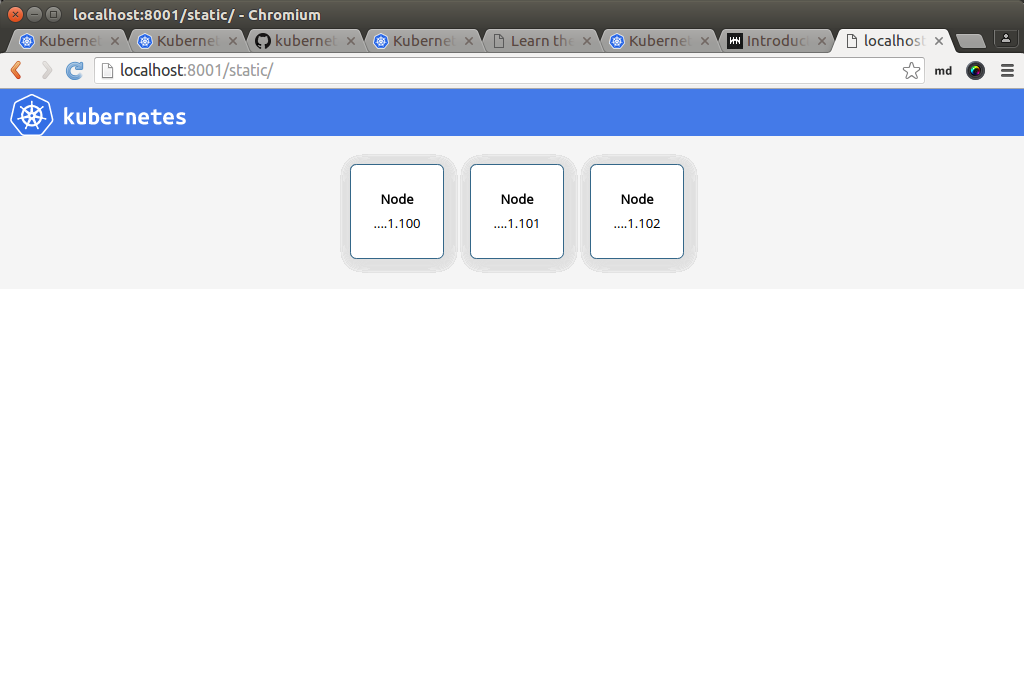 localhost:8001/static/ - Chromium
Kubernet
Kubernet
kubernet
Kubernet
Learn the
Kubernet
Introduc
localhost
localhost:8001/static/
md
kubernetes
Node
....1.100
Node
....1.101
Node
....1.102